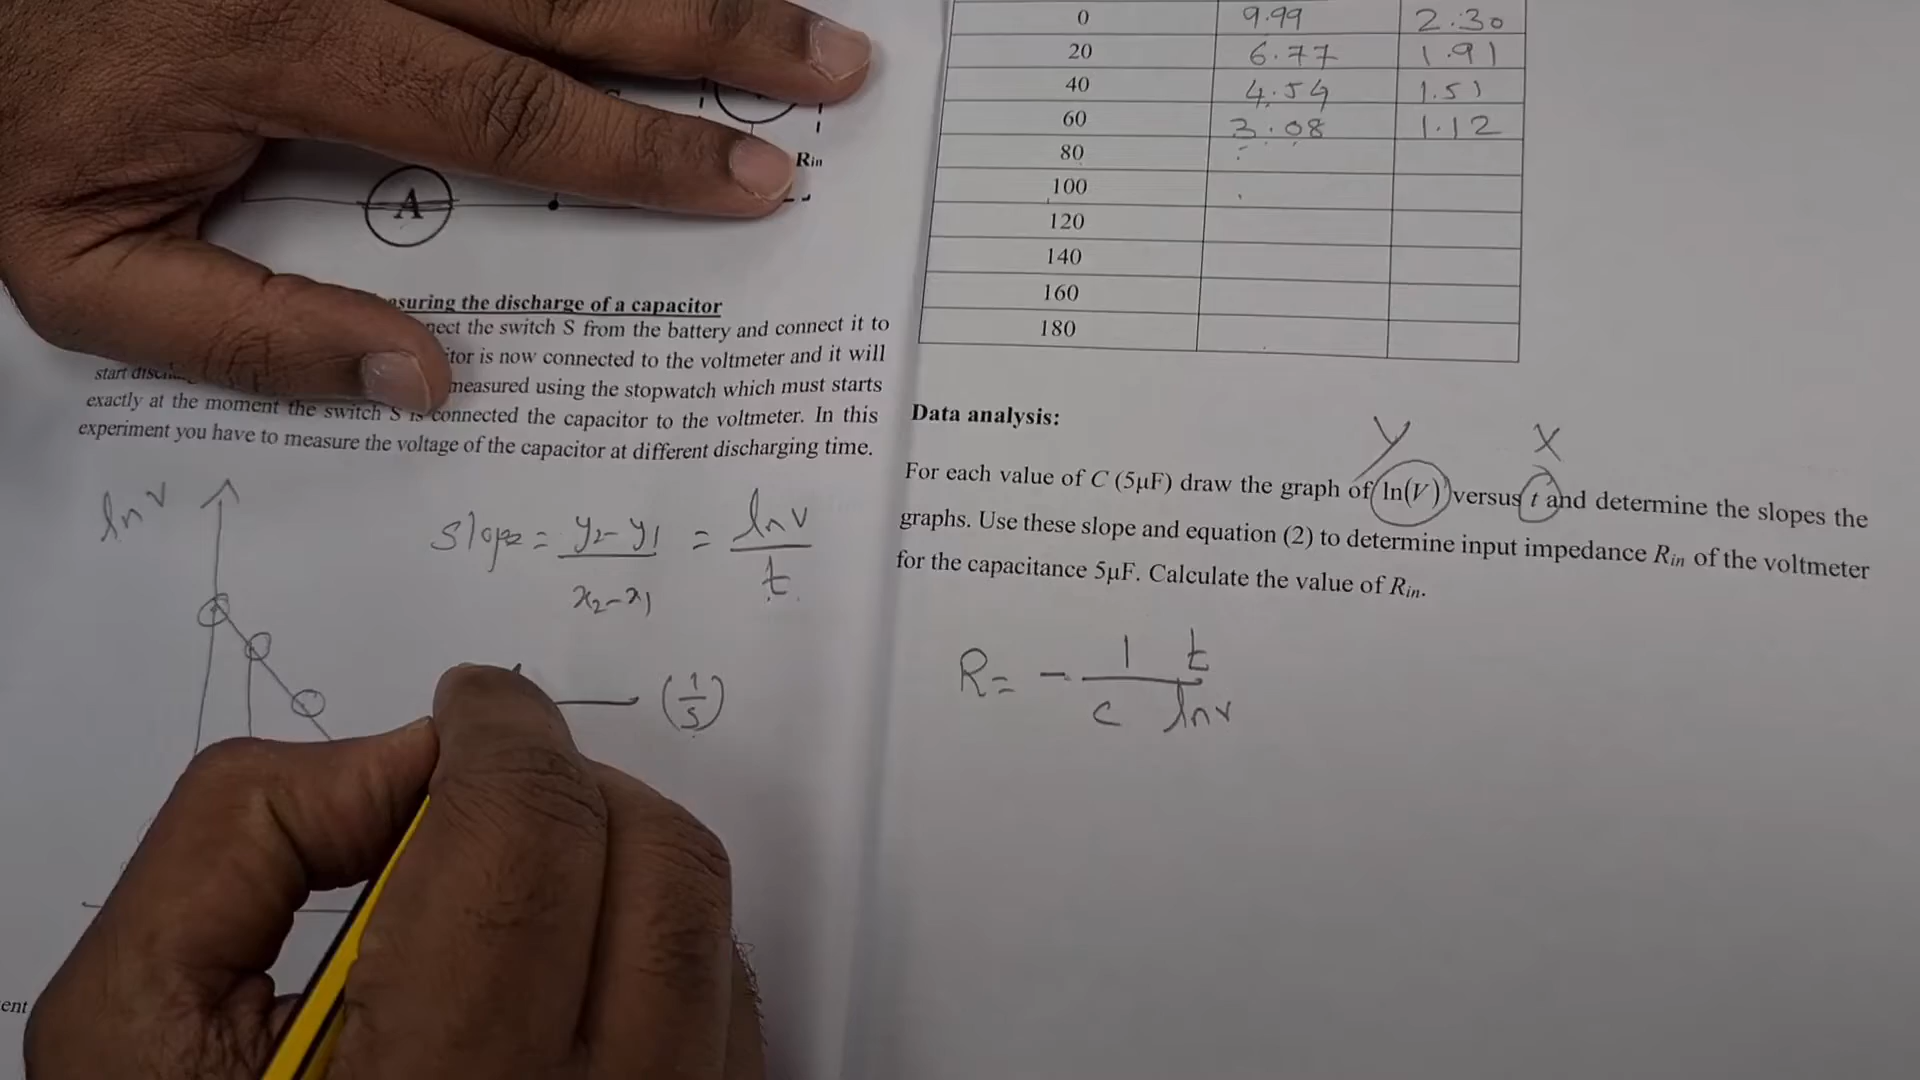 Rin
A
asuring the discharge of a capacitor
nect the switch S from the battery and connect it to
itor is now connected to the voltmeter and it will
start measured using the stopwatch which must starts
exactly at the moment the switch S is connected the capacitor to the voltmeter. In this
experiment you have to measure the voltage of the capacitor at different discharging time.
ln v
slope = y2-y1 / x2-x1 = lnv / t
(1/s)
ent
0 9.99 2.30
20 6.77 1.91
40 4.54 1.51
60 3.08 1.12
80
100
120
140
160
180
Data analysis:
y x
For each value of C (5µF) draw the graph of ln(V) versus t and determine the slopes the
graphs. Use these slope and equation (2) to determine input impedance Rin of the voltmeter
for the capacitance 5µF. Calculate the value of Rin.
R= - 1 t / c lnv